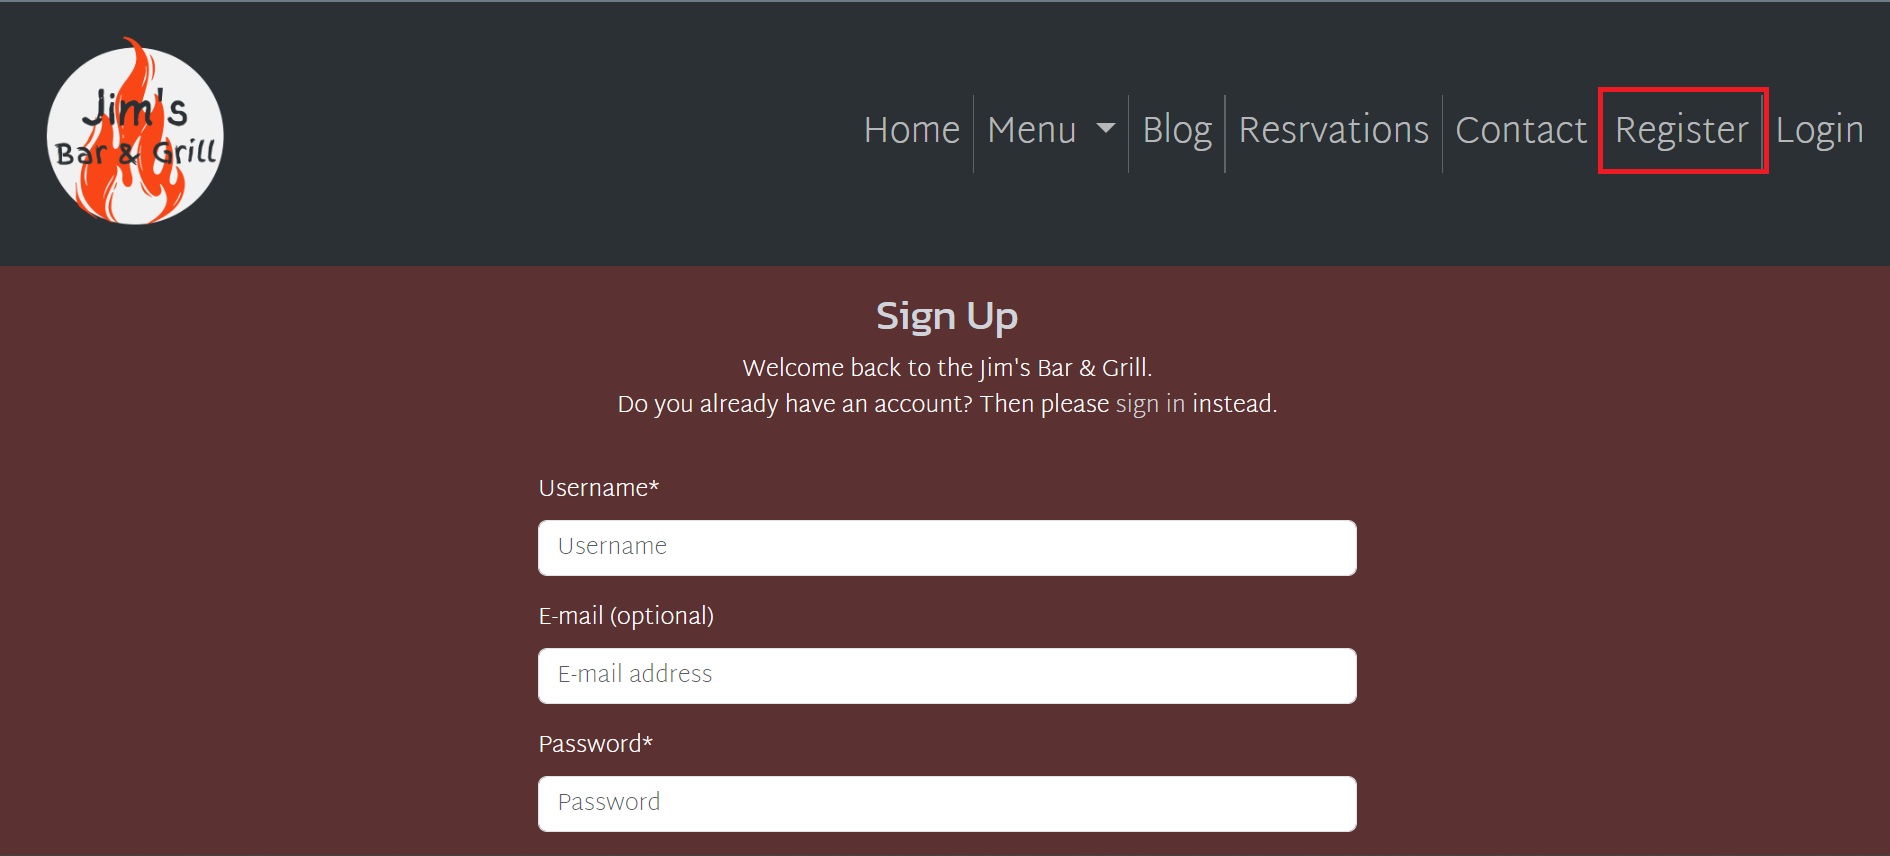 Jim's
Bar & Grill
Home Menu Blog Resrvations Contact Register Login
Sign Up
Welcome back to the Jim's Bar & Grill.
Do you already have an account? Then please sign in instead.
Username*
Username
E-mail (optional)
E-mail address
Password*
Password